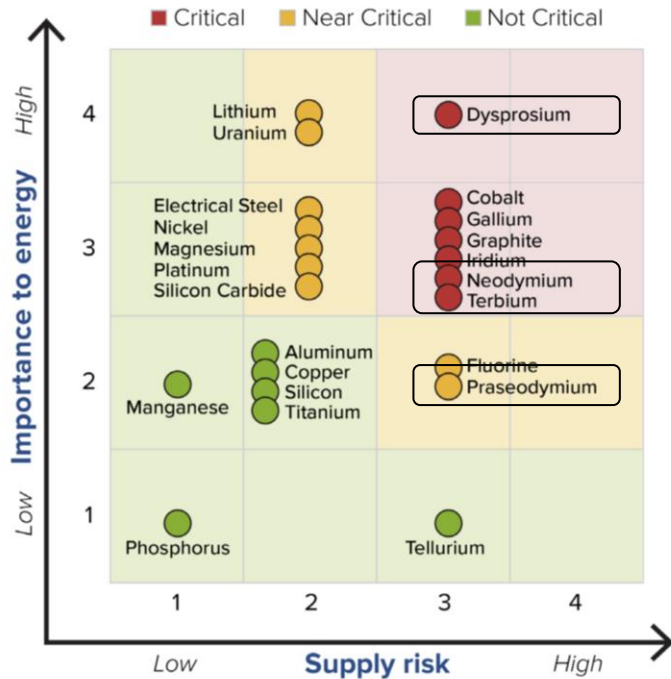 Critical Near Critical Not Critical
High
Importance to energy
Low
4
3
2
1
Lithium
Uranium
Dysprosium
Electrical Steel
Nickel
Magnesium
Platinum
Silicon Carbide
Cobalt
Gallium
Graphite
Iridium
Neodymium
Terbium
Manganese
Aluminum
Copper
Silicon
Titanium
Fluorine
Praseodymium
Phosphorus
Tellurium
1 2 3 4
Low Supply risk High